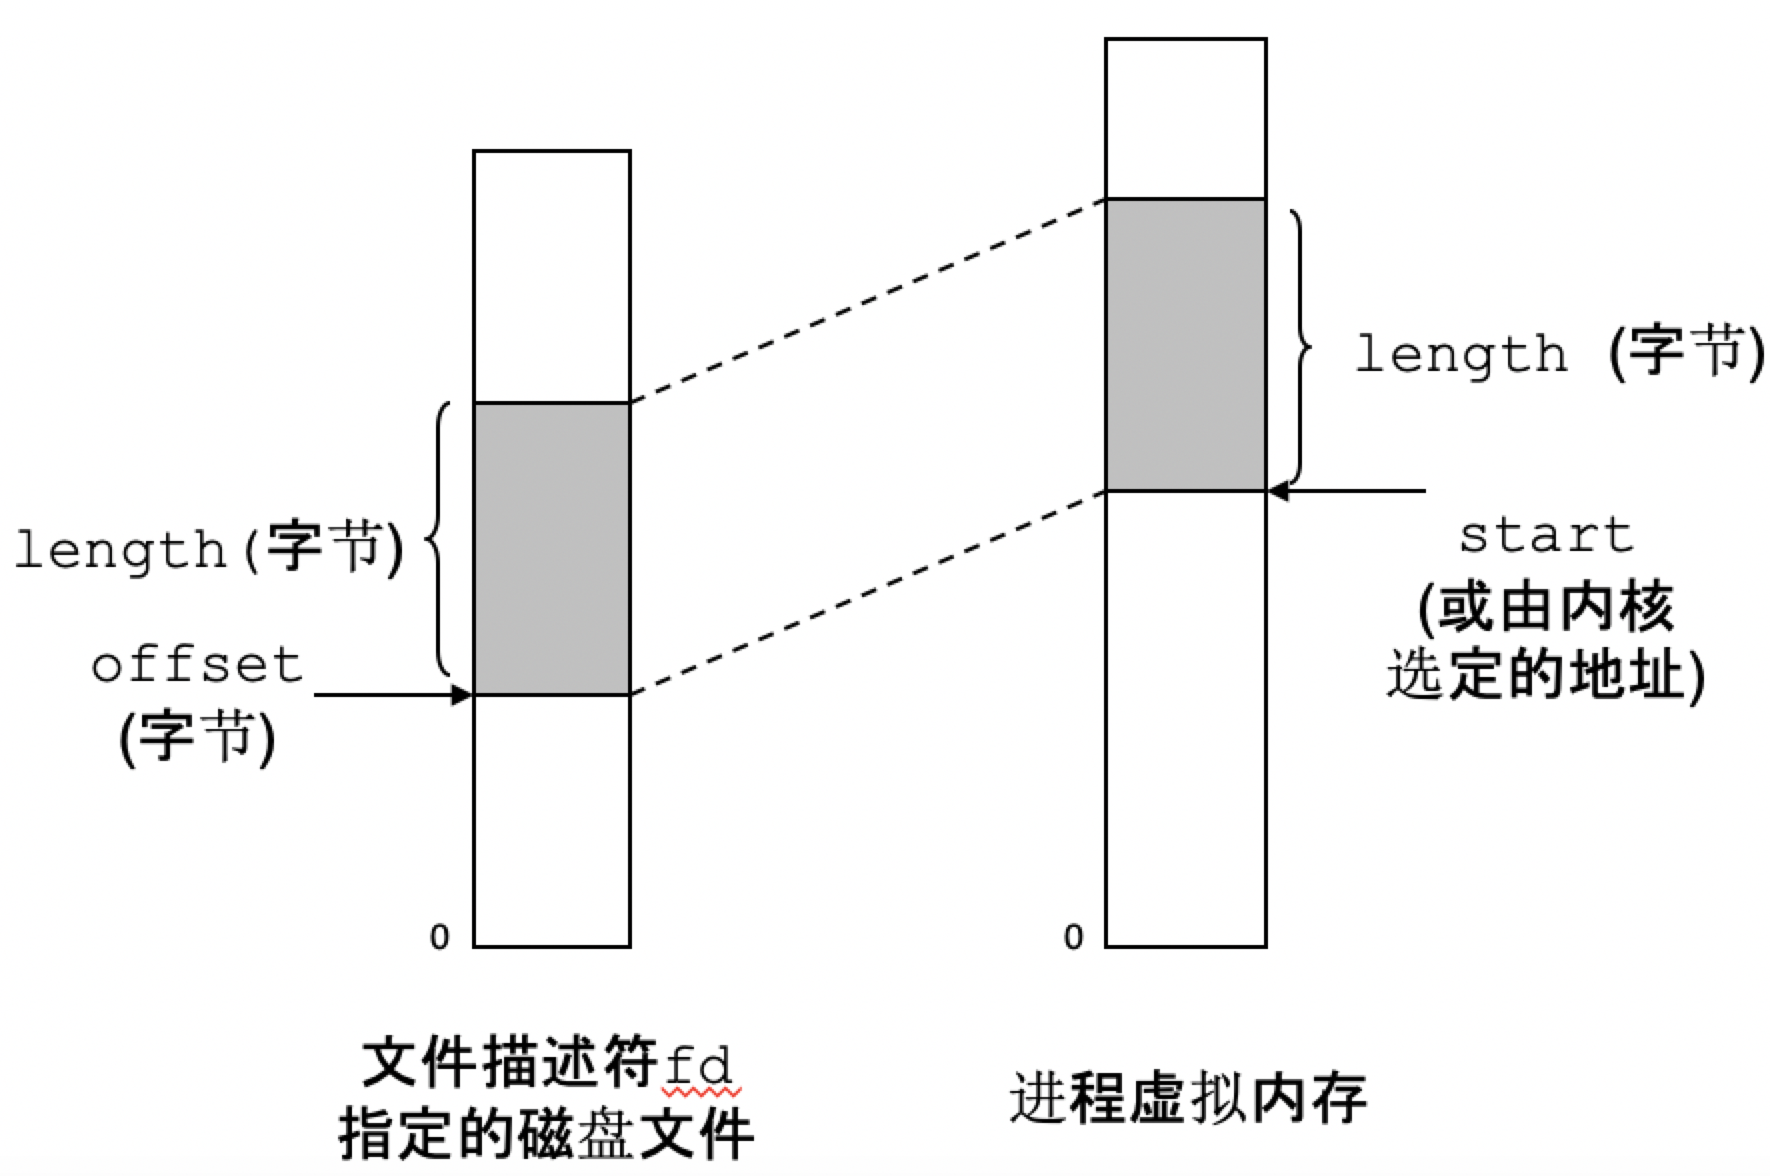 length (字节)
length(字节)
start
(或由内核
选定的地址)
offset
(字节)
0
0
文件描述符fd
指定的磁盘文件
进程虚拟内存